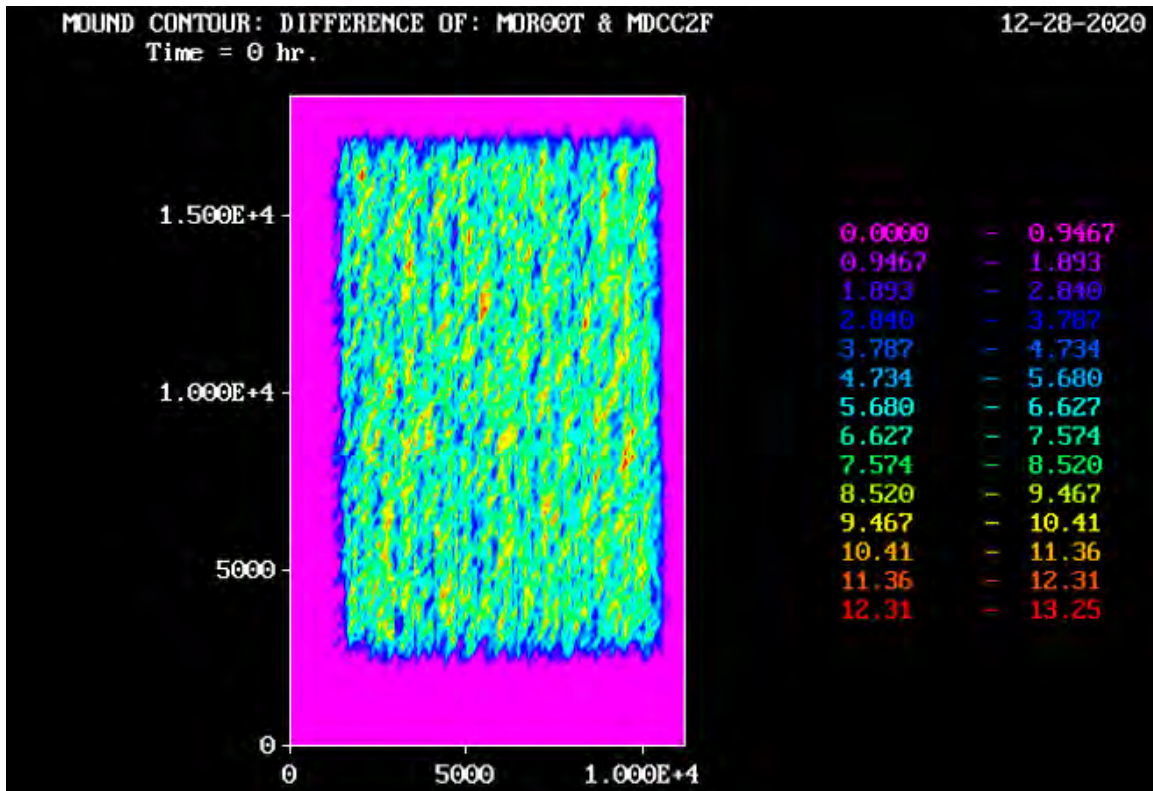 MOUND CONTOUR: DIFFERENCE OF: MOR00T & MDCC2F 12-28-2020
Time = 0 hr.
1.500E+4
1.000E+4
5000
0
0 5000 1.000E+4
0.0000 - 0.9467
0.9467 - 1.893
1.893 - 2.840
2.840 - 3.787
3.787 - 4.734
4.734 - 5.680
5.680 - 6.627
6.627 - 7.574
7.574 - 8.520
8.520 - 9.467
9.467 - 10.41
10.41 - 11.36
11.36 - 12.31
12.31 - 13.25